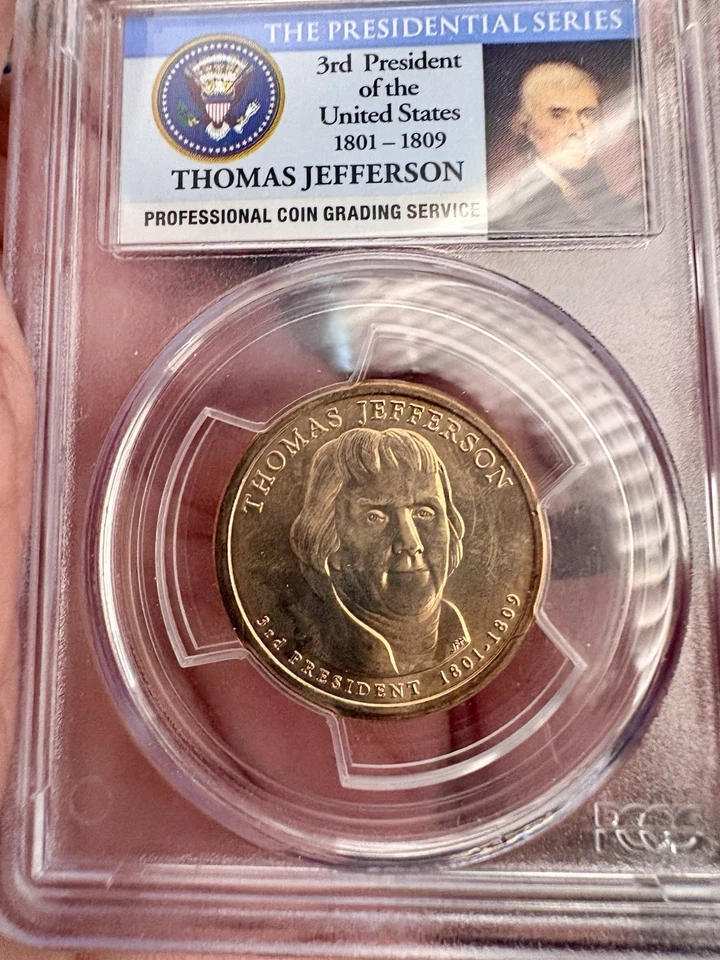 THE PRESIDENTIAL SERIES
3rd President
of the
United States
1801 – 1809
THOMAS JEFFERSON
PROFESSIONAL COIN GRADING SERVICE
THOMAS JEFFERSON
3rd PRESIDENT 1801-1809
PCGS